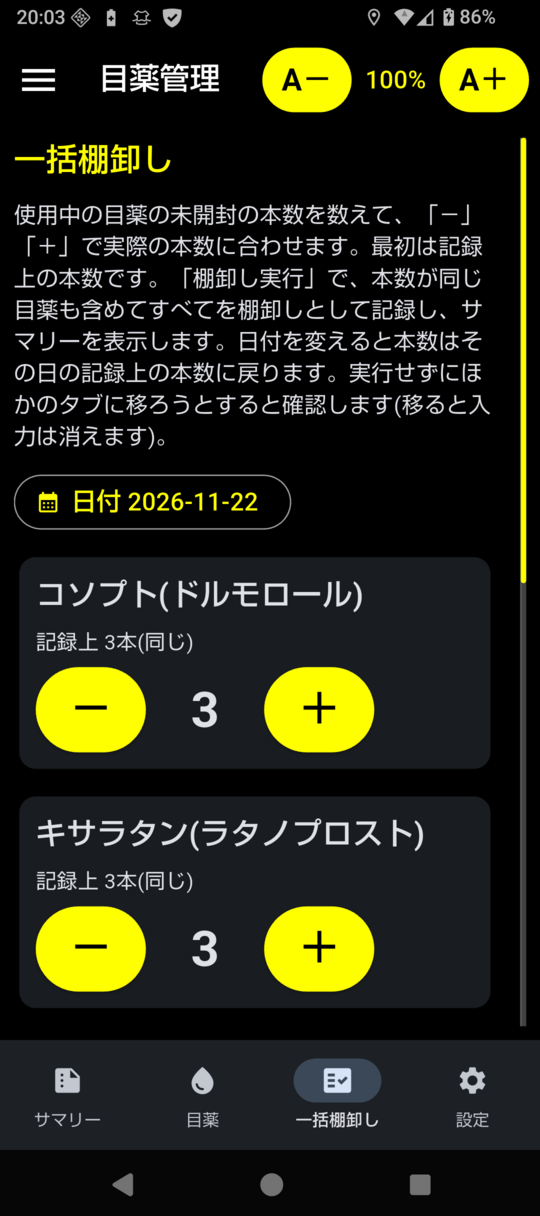 20:03 86%
目薬管理 A− 100% A＋
一括棚卸し
使用中の目薬の未開封の本数を数えて、「−」
「＋」で実際の本数に合わせます。最初は記録
上の本数です。「棚卸し実行」で、本数が同じ
目薬も含めてすべてを棚卸しとして記録し、サ
マリーを表示します。日付を変えると本数はそ
の日の記録上の本数に戻ります。実行せずにほ
かのタブに移ろうとすると確認します(移ると入
力は消えます)。
日付 2026-11-22
コソプト(ドルモロール)
記録上 3本(同じ)
− 3 ＋
キサラタン(ラタノプロスト)
記録上 3本(同じ)
− 3 ＋
サマリー 目薬 一括棚卸し 設定